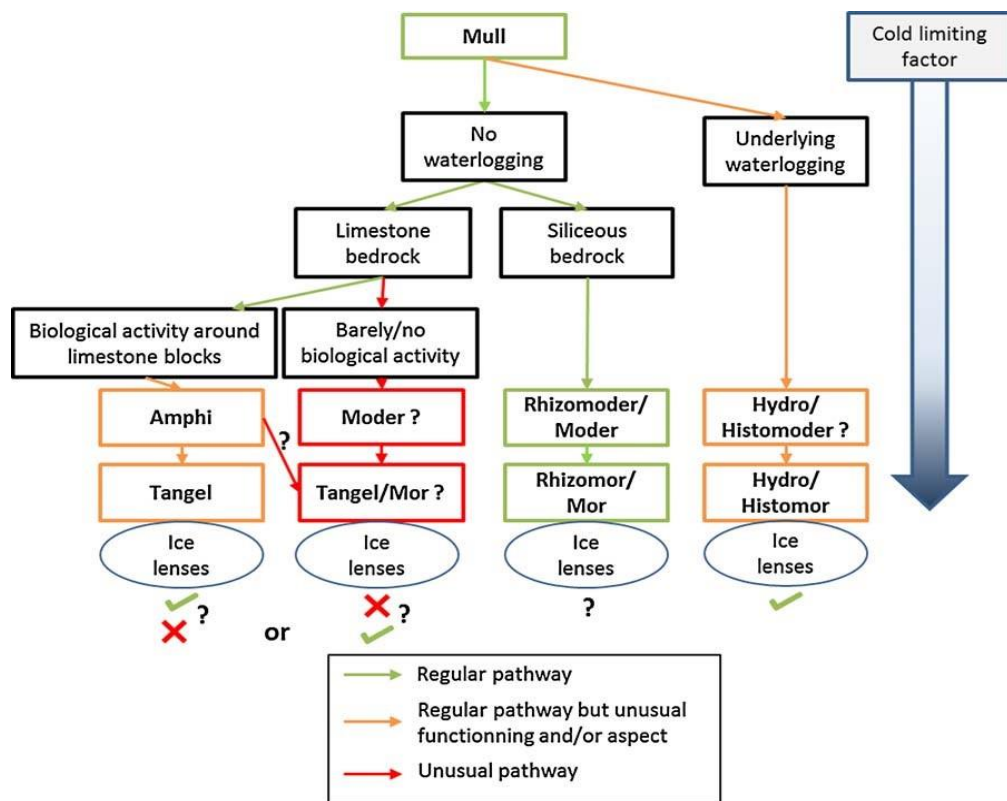 Mull
Cold limiting
factor
No
waterlogging
Underlying
waterlogging
Limestone
bedrock
Siliceous
bedrock
Biological activity around
limestone blocks
Barely/no
biological activity
Amphi
?
Moder ?
Rhizomoder/
Moder
Hydro/
Histomoder ?
Tangel
Tangel/Mor ?
Rhizomor/
Mor
Hydro/
Histomor
Ice
lenses
Ice
lenses
Ice
lenses
Ice
lenses
?
or
?
?
Regular pathway
Regular pathway but unusual
functionning and/or aspect
Unusual pathway